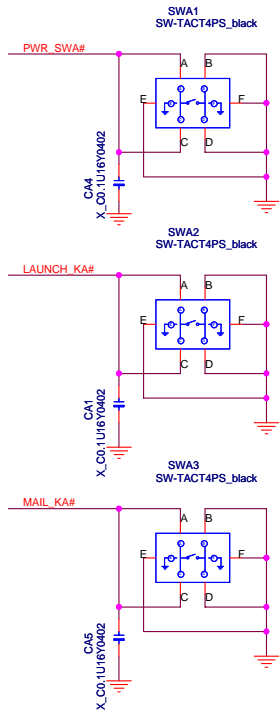 SWA1
SW-TACT4PS_black
PWR_SWA#
A B
E F
C D
CA4
X_C0.1U16Y0402
SWA2
SW-TACT4PS_black
LAUNCH_KA#
A B
E F
C D
CA1
X_C0.1U16Y0402
SWA3
SW-TACT4PS_black
MAIL_KA#
A B
E F
C D
CA5
X_C0.1U16Y0402